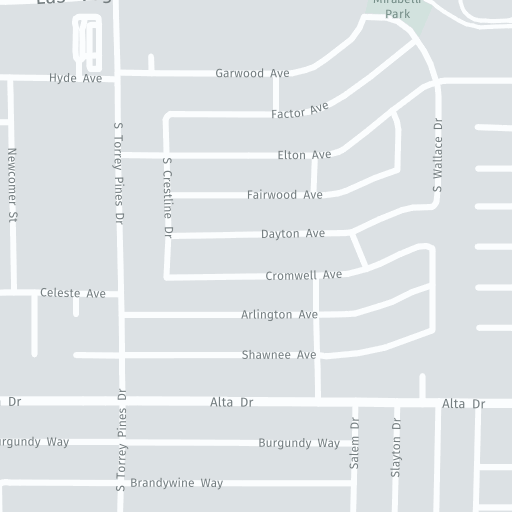 Mirabelli
Park
Garwood Ave
Hyde Ave
Factor Ave
S Torrey Pines Dr
Newcomer St
S Crestline Dr
Elton Ave
S Wallace Dr
Fairwood Ave
Dayton Ave
Cromwell Ave
Celeste Ave
Arlington Ave
Shawnee Ave
Dr
Alta Dr
Alta Dr
S Torrey Pines Dr
Salem Dr
Slayton Dr
urgundy Way
Burgundy Way
Brandywine Way